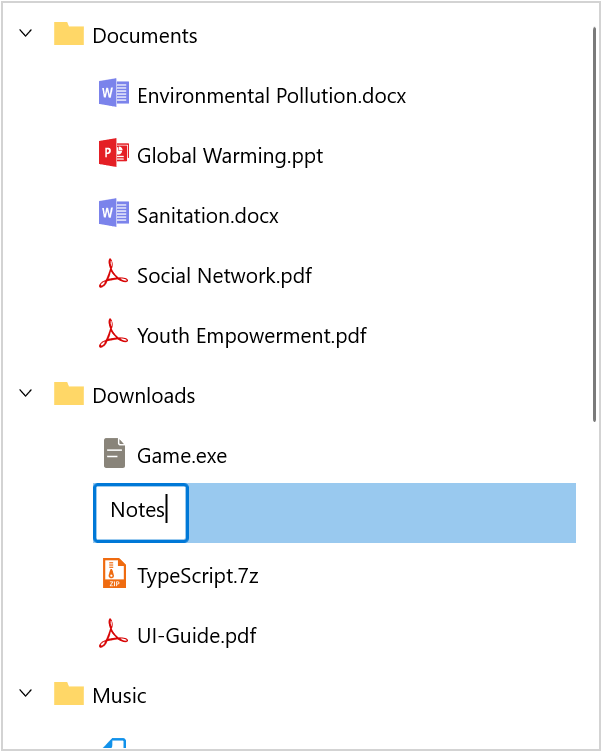 Documents
Environmental Pollution.docx
Global Warming.ppt
Sanitation.docx
Social Network.pdf
Youth Empowerment.pdf
Downloads
Game.exe
Notes
TypeScript.7z
UI-Guide.pdf
Music